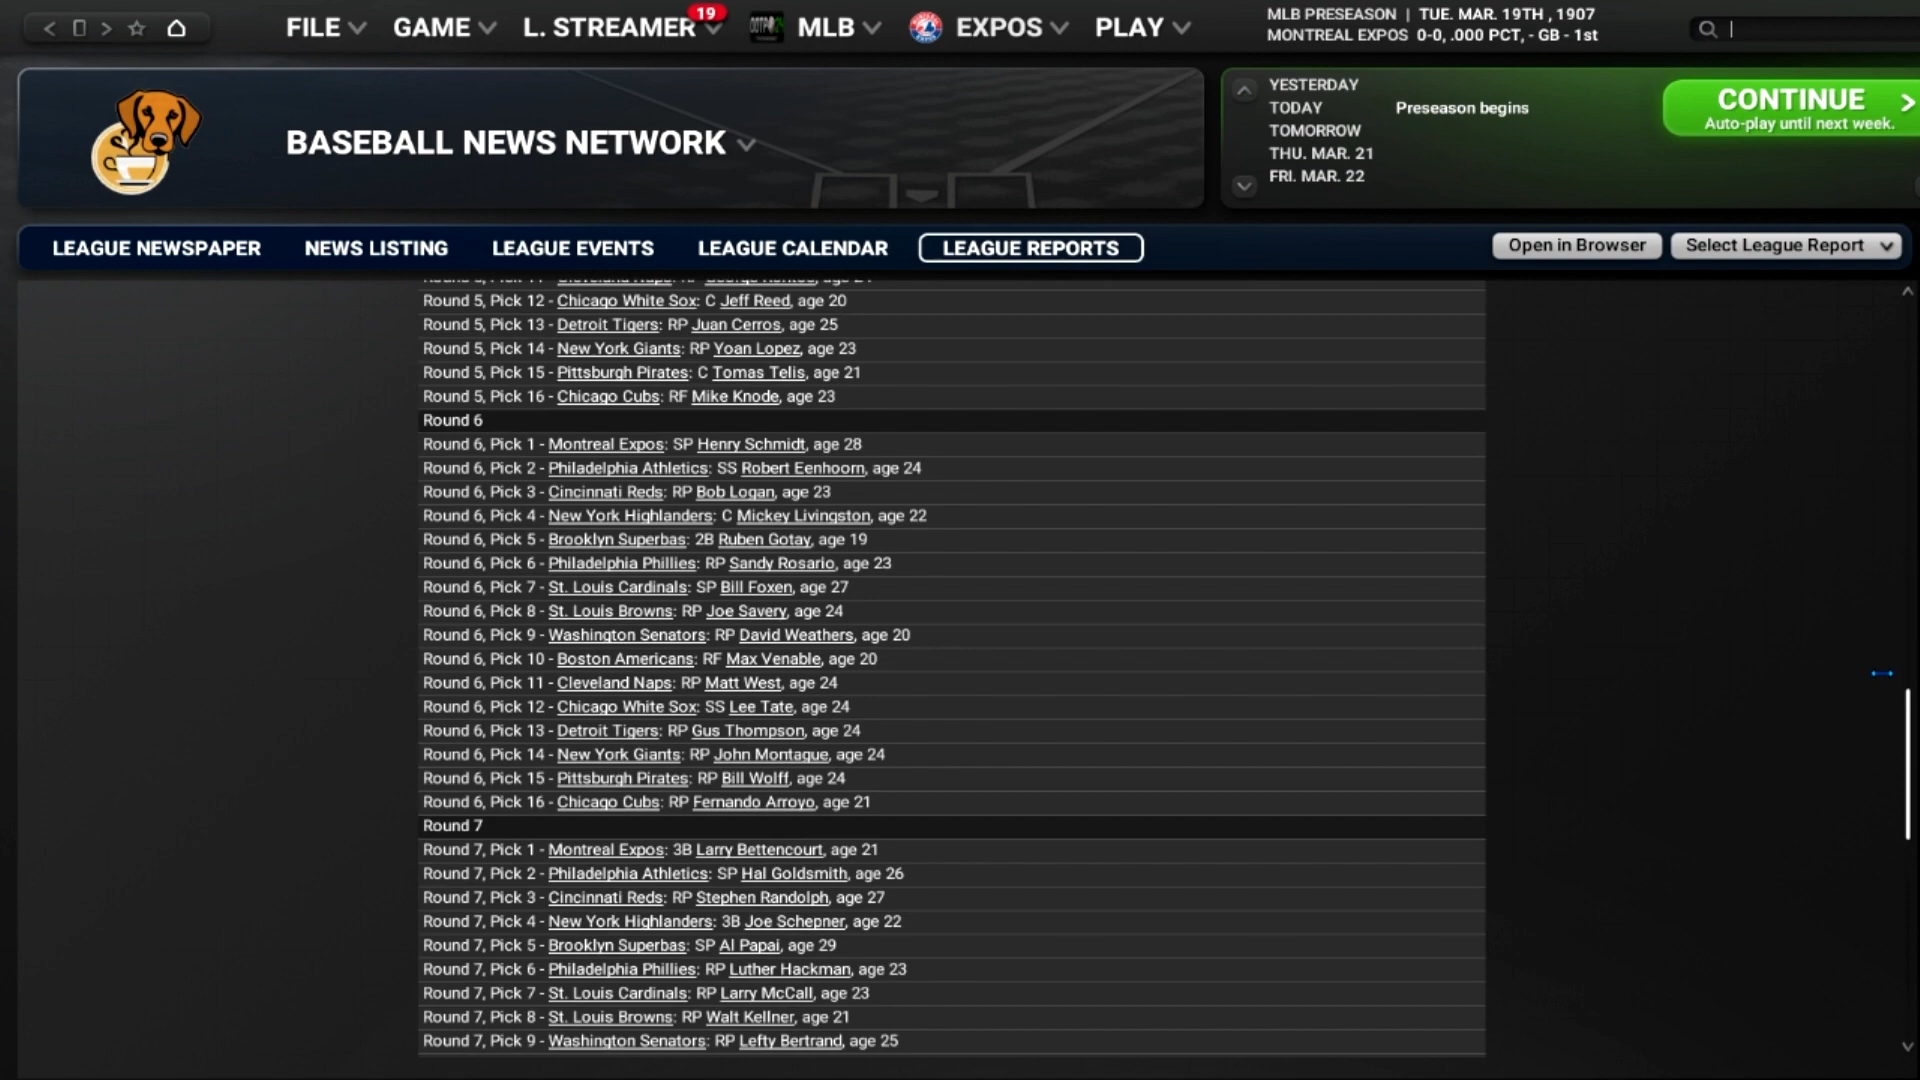 FILE GAME L. STREAMER 19 MLB EXPOS PLAY
MLB PRESEASON | TUE. MAR. 19TH , 1907
MONTREAL EXPOS 0-0, .000 PCT, - GB - 1st
BASEBALL NEWS NETWORK
YESTERDAY
TODAY Preseason begins
TOMORROW
THU. MAR. 21
FRI. MAR. 22
CONTINUE
Auto-play until next week.
LEAGUE NEWSPAPER NEWS LISTING LEAGUE EVENTS LEAGUE CALENDAR LEAGUE REPORTS Open in Browser Select League Report
Round 5, Pick 12 - Chicago White Sox: C Jeff Reed, age 20
Round 5, Pick 13 - Detroit Tigers: RP Juan Cerros, age 25
Round 5, Pick 14 - New York Giants: RP Yoan Lopez, age 23
Round 5, Pick 15 - Pittsburgh Pirates: C Tomas Telis, age 21
Round 5, Pick 16 - Chicago Cubs: RF Mike Knode, age 23
Round 6
Round 6, Pick 1 - Montreal Expos: SP Henry Schmidt, age 28
Round 6, Pick 2 - Philadelphia Athletics: SS Robert Eenhoorn, age 24
Round 6, Pick 3 - Cincinnati Reds: RP Bob Logan, age 23
Round 6, Pick 4 - New York Highlanders: C Mickey Livingston, age 22
Round 6, Pick 5 - Brooklyn Superbas: 2B Ruben Gotay, age 19
Round 6, Pick 6 - Philadelphia Phillies: RP Sandy Rosario, age 23
Round 6, Pick 7 - St. Louis Cardinals: SP Bill Foxen, age 27
Round 6, Pick 8 - St. Louis Browns: RP Joe Savery, age 24
Round 6, Pick 9 - Washington Senators: RP David Weathers, age 20
Round 6, Pick 10 - Boston Americans: RF Max Venable, age 20
Round 6, Pick 11 - Cleveland Naps: RP Matt West, age 24
Round 6, Pick 12 - Chicago White Sox: SS Lee Tate, age 24
Round 6, Pick 13 - Detroit Tigers: RP Gus Thompson, age 24
Round 6, Pick 14 - New York Giants: RP John Montague, age 24
Round 6, Pick 15 - Pittsburgh Pirates: RP Bill Wolff, age 24
Round 6, Pick 16 - Chicago Cubs: RP Fernando Arroyo, age 21
Round 7
Round 7, Pick 1 - Montreal Expos: 3B Larry Bettencourt, age 21
Round 7, Pick 2 - Philadelphia Athletics: SP Hal Goldsmith, age 26
Round 7, Pick 3 - Cincinnati Reds: RP Stephen Randolph, age 27
Round 7, Pick 4 - New York Highlanders: 3B Joe Schepner, age 22
Round 7, Pick 5 - Brooklyn Superbas: SP Al Papai, age 29
Round 7, Pick 6 - Philadelphia Phillies: RP Luther Hackman, age 23
Round 7, Pick 7 - St. Louis Cardinals: RP Larry McCall, age 23
Round 7, Pick 8 - St. Louis Browns: RP Walt Kellner, age 21
Round 7, Pick 9 - Washington Senators: RP Lefty Bertrand, age 25